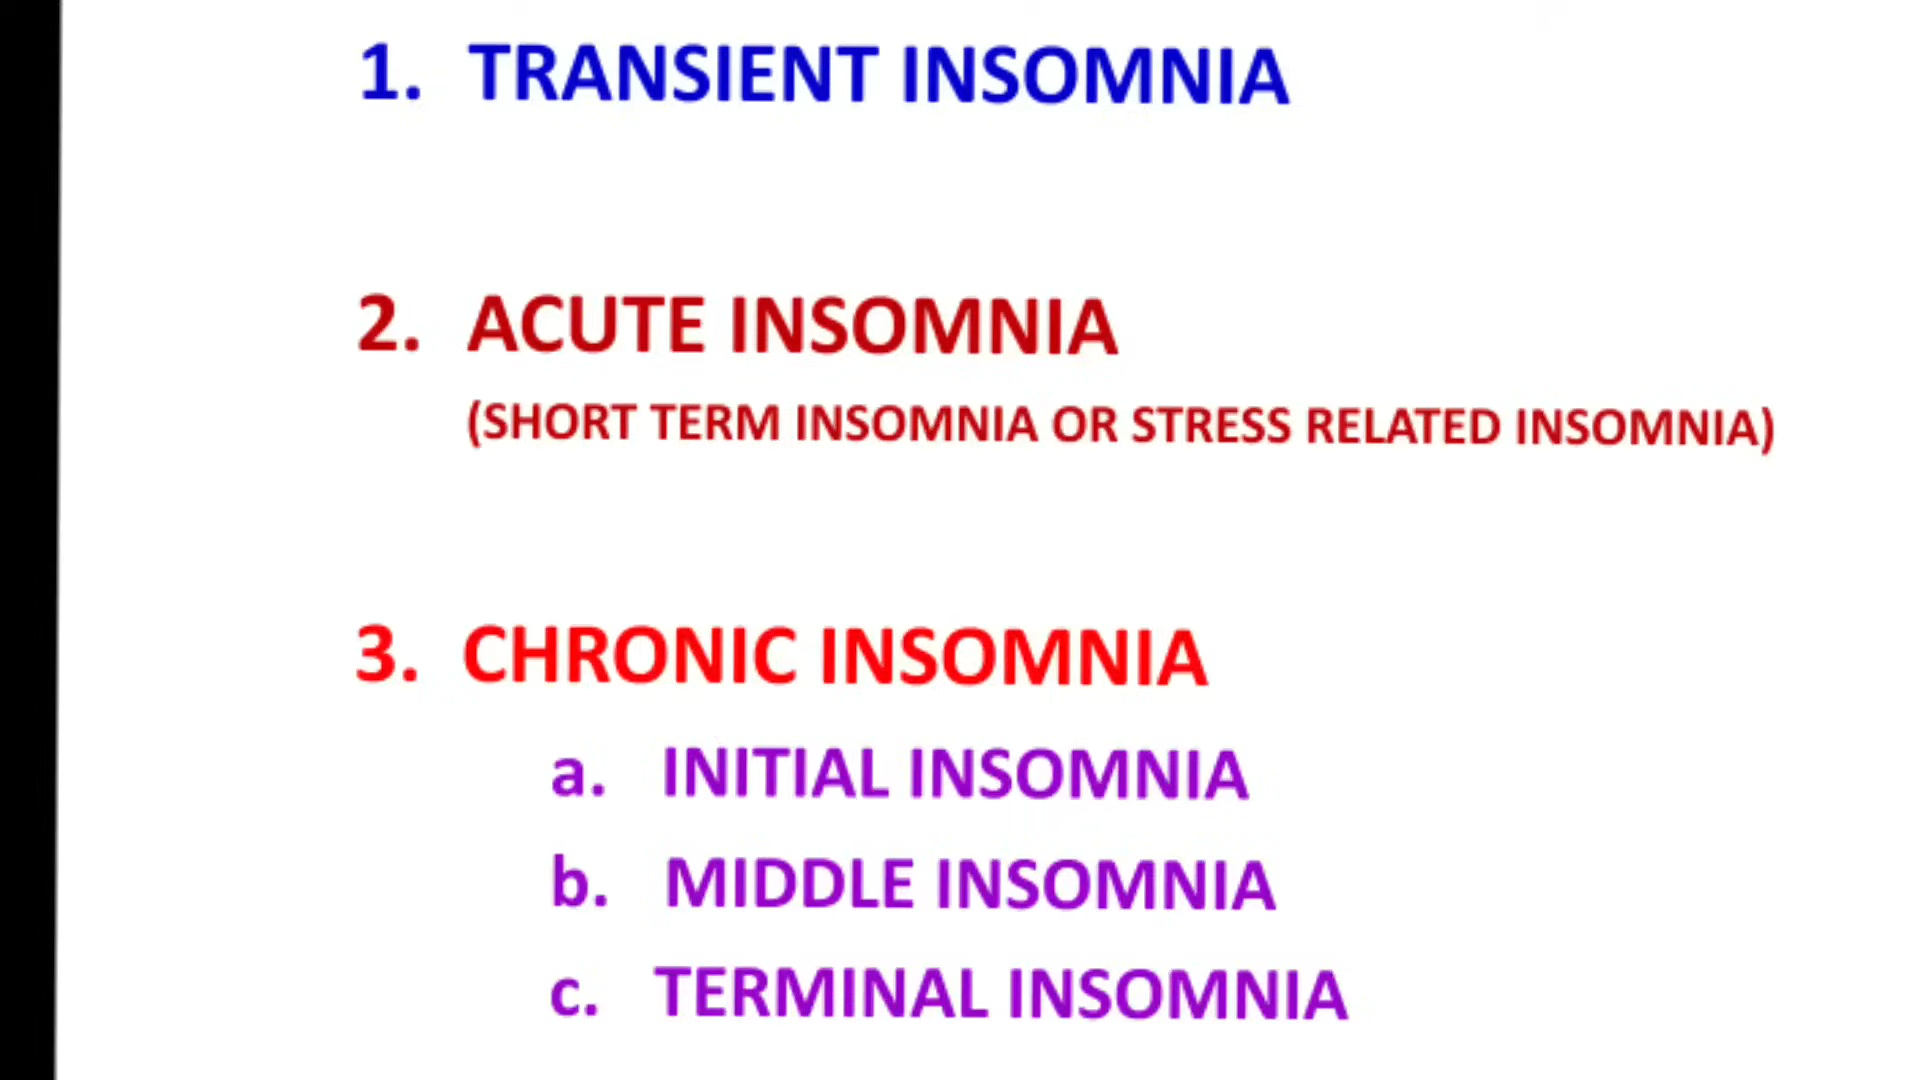 1. TRANSIENT INSOMNIA
2. ACUTE INSOMNIA
(SHORT TERM INSOMNIA OR STRESS RELATED INSOMNIA)
3. CHRONIC INSOMNIA
a. INITIAL INSOMNIA
b. MIDDLE INSOMNIA
c. TERMINAL INSOMNIA